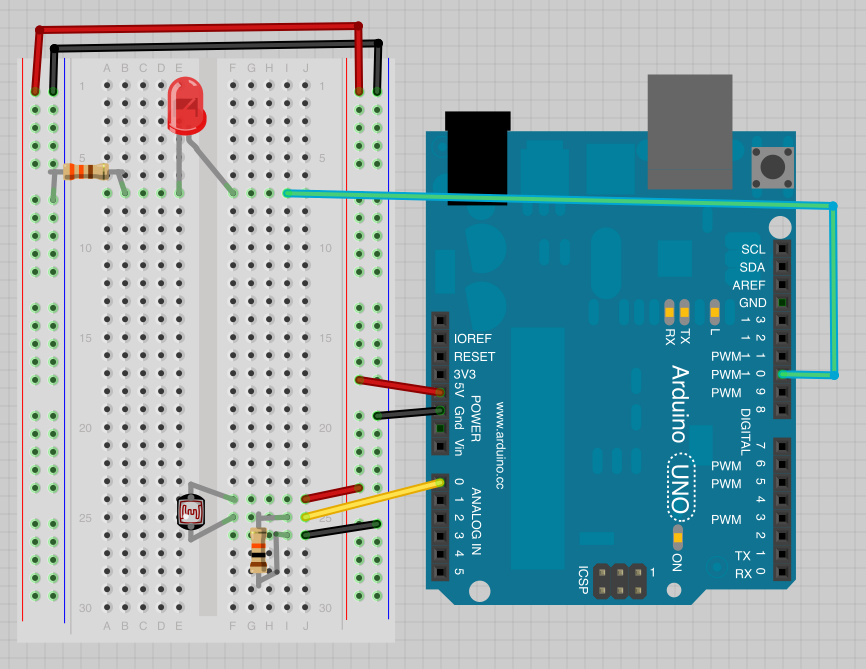 A B C D E F G H I J
1 1
5 5
10 10
15 15
20 20
25 25
30 30
A B C D E F G H I J
IOREF
RESET
3V3
5V
Gnd
Vin
POWER
www.arduino.cc
0
1
2
3
4
5
ANALOG IN
RX
TX
L
Arduino
UNO
ON
ICSP
1
SCL
SDA
AREF
GND
13
12
PWM 11
PWM 10
PWM 9
8
DIGITAL
7
PWM 6
PWM 5
4
PWM 3
2
TX 1
RX 0